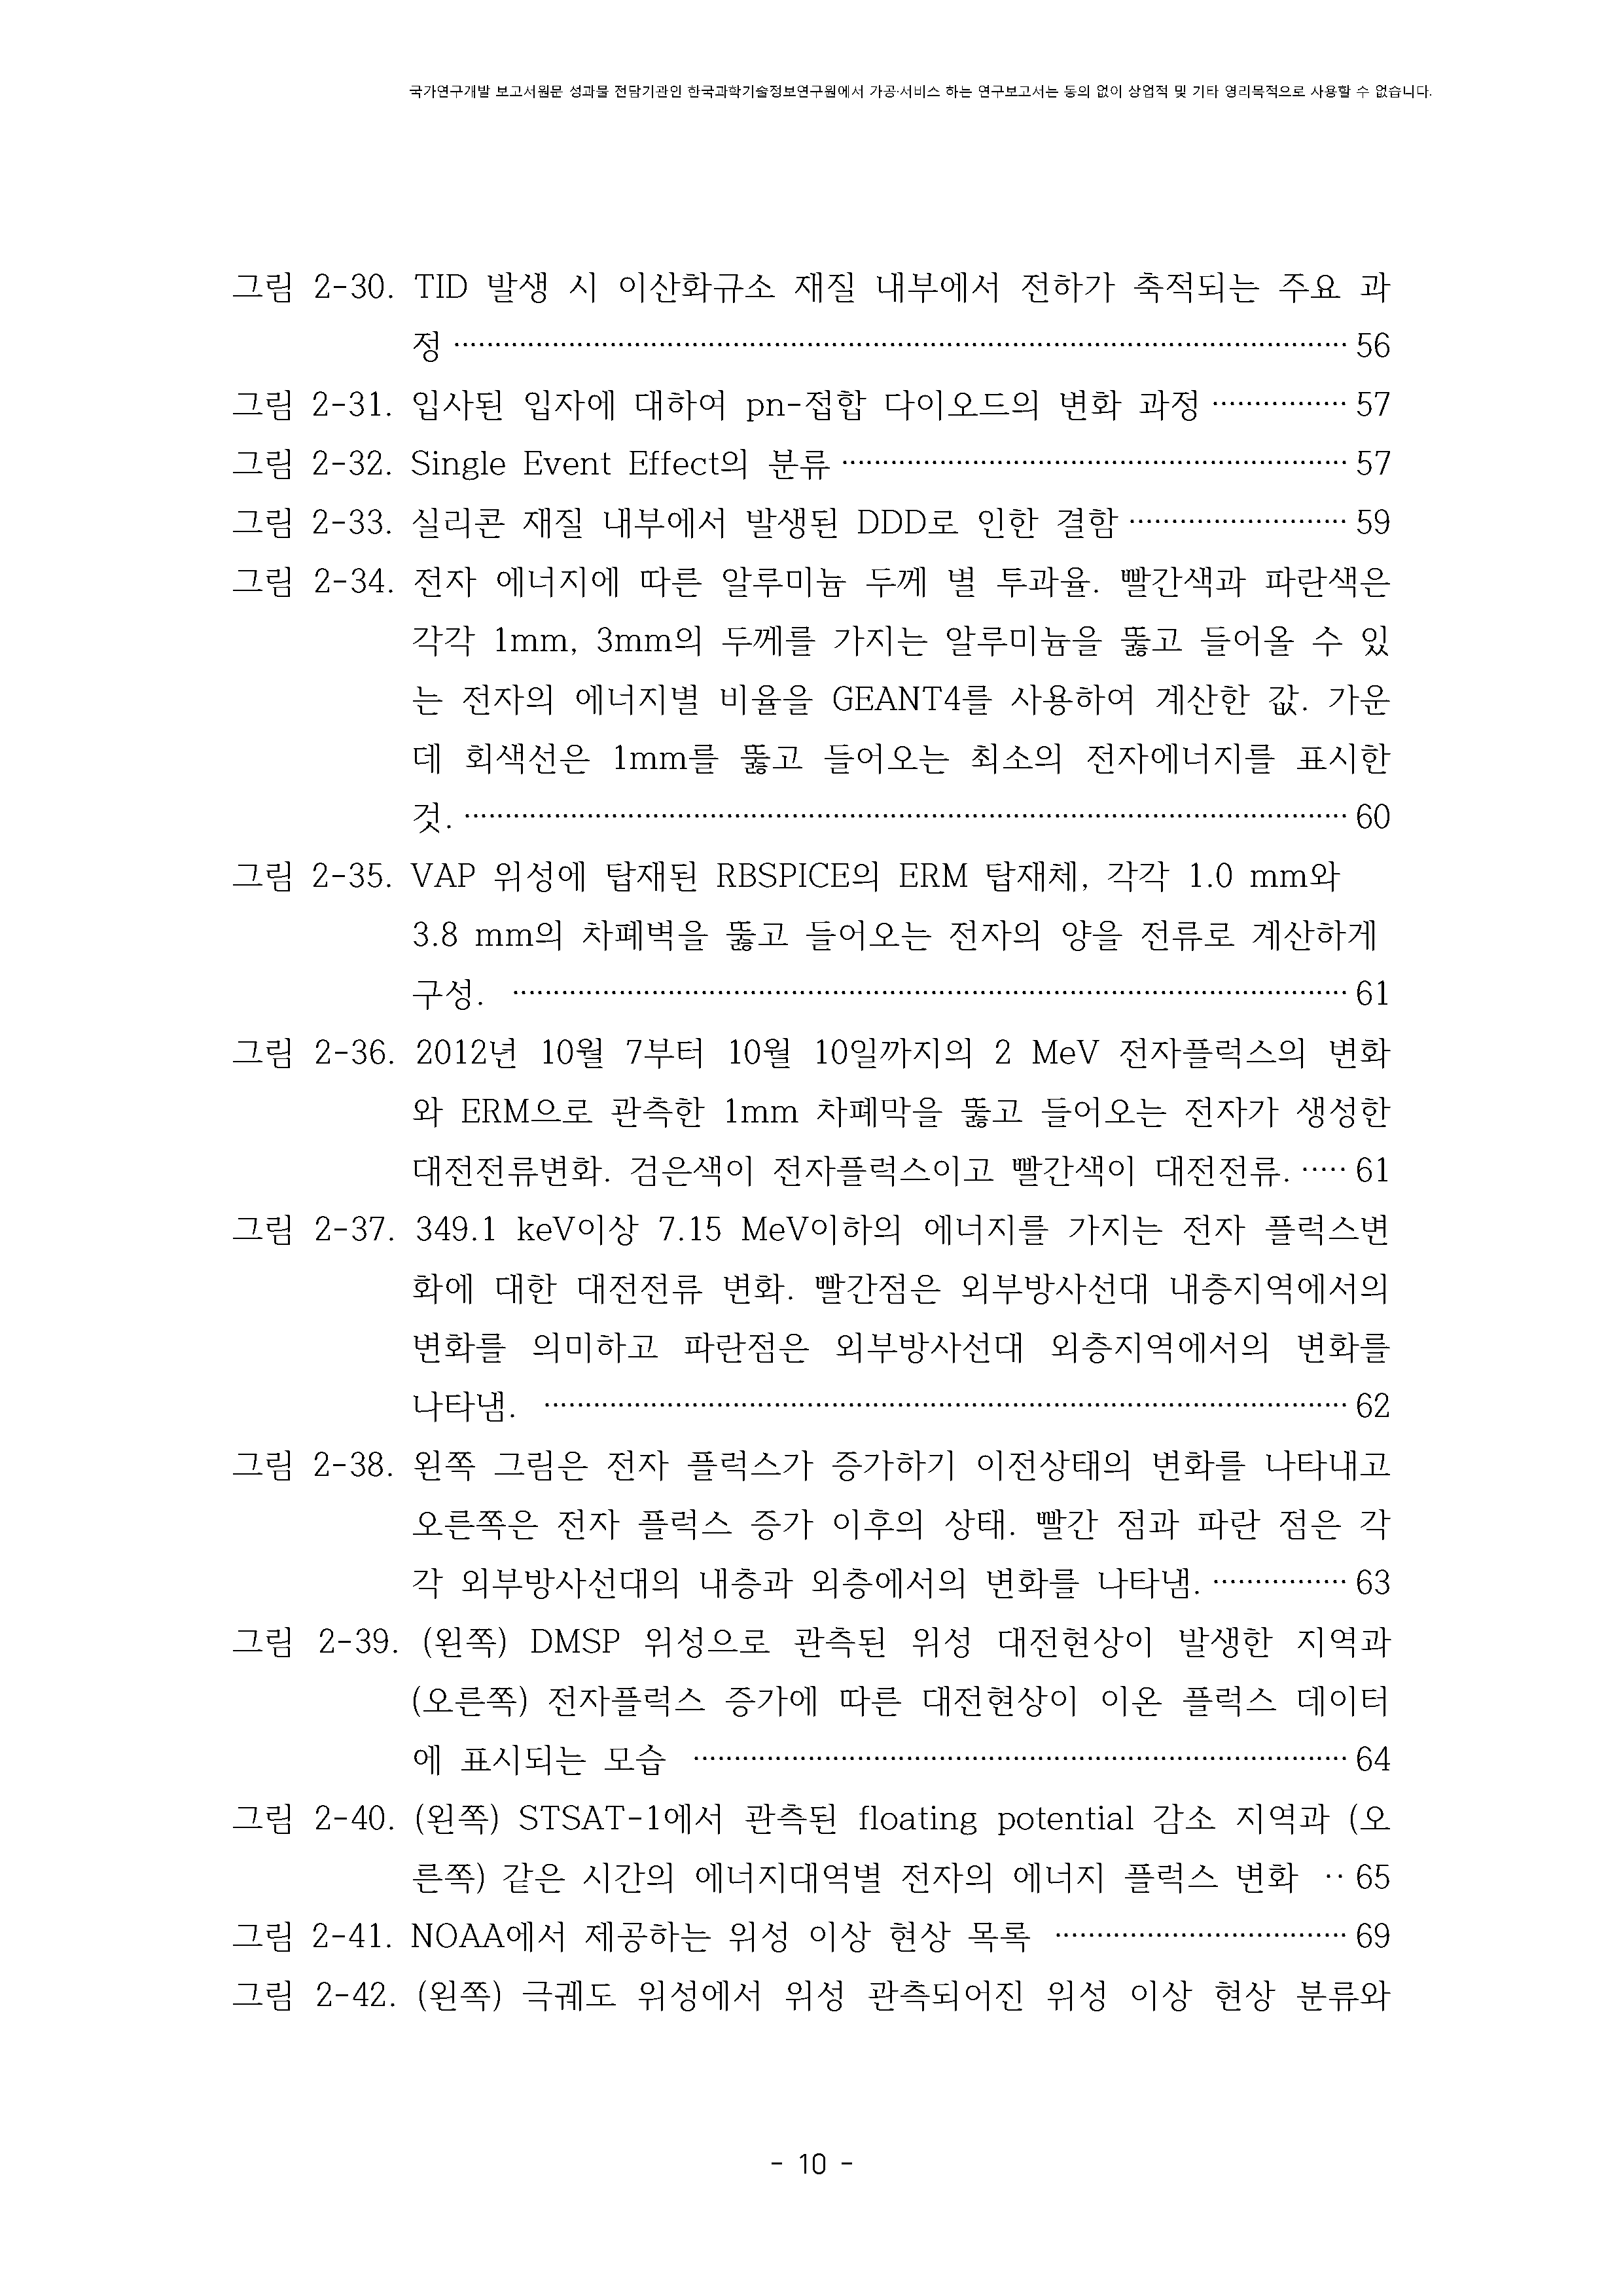 국가연구개발 보고서원문 성과물 전담기관인 한국과학기술정보연구원에서 가공·서비스 하는 연구보고서는 동의 없이 상업적 및 기타 영리목적으로 사용할 수 없습니다.
그림 2-30. TID 발생 시 이산화규소 재질 내부에서 전하가 축적되는 주요 과
정 ········································ 56
그림 2-31. 입사된 입자에 대하여 pn-접합 다이오드의 변화 과정 ················ 57
그림 2-32. Single Event Effect의 분류 ········································ 57
그림 2-33. 실리콘 재질 내부에서 발생된 DDD로 인한 결함 ·························· 59
그림 2-34. 전자 에너지에 따른 알루미늄 두께 별 투과율. 빨간색과 파란색은
각각 1mm, 3mm의 두께를 가지는 알루미늄을 뚫고 들어올 수 있
는 전자의 에너지별 비율을 GEANT4를 사용하여 계산한 값. 가운
데 회색선은 1mm를 뚫고 들어오는 최소의 전자에너지를 표시한
것. ········································ 60
그림 2-35. VAP 위성에 탑재된 RBSPICE의 ERM 탑재체, 각각 1.0 mm와
3.8 mm의 차폐벽을 뚫고 들어오는 전자의 양을 전류로 계산하게
구성. ········································ 61
그림 2-36. 2012년 10월 7부터 10월 10일까지의 2 MeV 전자플럭스의 변화
와 ERM으로 관측한 1mm 차폐막을 뚫고 들어오는 전자가 생성한
대전전류변화. 검은색이 전자플럭스이고 빨간색이 대전전류. ····· 61
그림 2-37. 349.1 keV이상 7.15 MeV이하의 에너지를 가지는 전자 플럭스변
화에 대한 대전전류 변화. 빨간점은 외부방사선대 내층지역에서의
변화를 의미하고 파란점은 외부방사선대 외층지역에서의 변화를
나타냄. ········································ 62
그림 2-38. 왼쪽 그림은 전자 플럭스가 증가하기 이전상태의 변화를 나타내고
오른쪽은 전자 플럭스 증가 이후의 상태. 빨간 점과 파란 점은 각
각 외부방사선대의 내층과 외층에서의 변화를 나타냄. ················ 63
그림 2-39. (왼쪽) DMSP 위성으로 관측된 위성 대전현상이 발생한 지역과
(오른쪽) 전자플럭스 증가에 따른 대전현상이 이온 플럭스 데이터
에 표시되는 모습 ········································ 64
그림 2-40. (왼쪽) STSAT-1에서 관측된 floating potential 감소 지역과 (오
른쪽) 같은 시간의 에너지대역별 전자의 에너지 플럭스 변화 ·· 65
그림 2-41. NOAA에서 제공하는 위성 이상 현상 목록 ···································· 69
그림 2-42. (왼쪽) 극궤도 위성에서 위성 관측되어진 위성 이상 현상 분류와
- 10 -